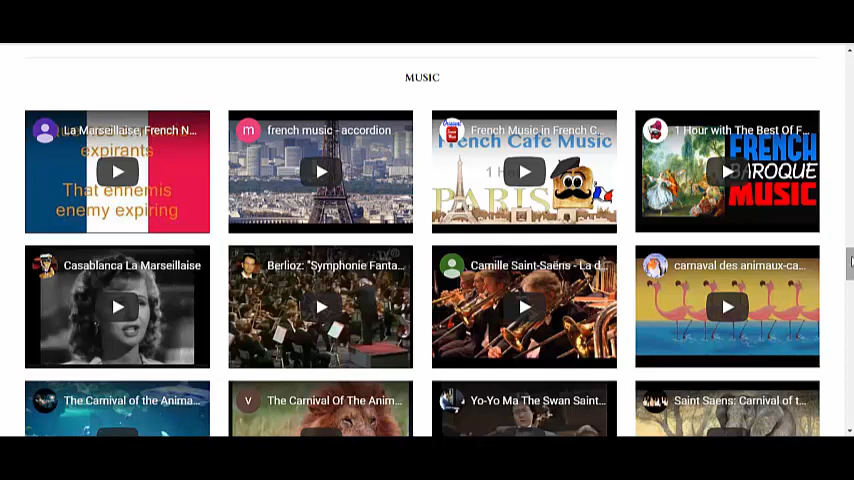 MUSIC
La Marseillaise, French N...
expirants
That ennemis
enemy expiring
m
french music - accordion
French Music in French C...
French Cafe Music
PARIS
1 Hour with The Best Of F...
FRENCH
BAROQUE
MUSIC
Casablanca La Marseillaise
Berlioz: "Symphonie Fanta...
Camille Saint-Saëns - La d...
carnaval des animaux-ca...
The Carnival of the Anima...
v
The Carnival Of The Anim...
Yo-Yo Ma The Swan Saint...
Saint Saens: Carnival of t...